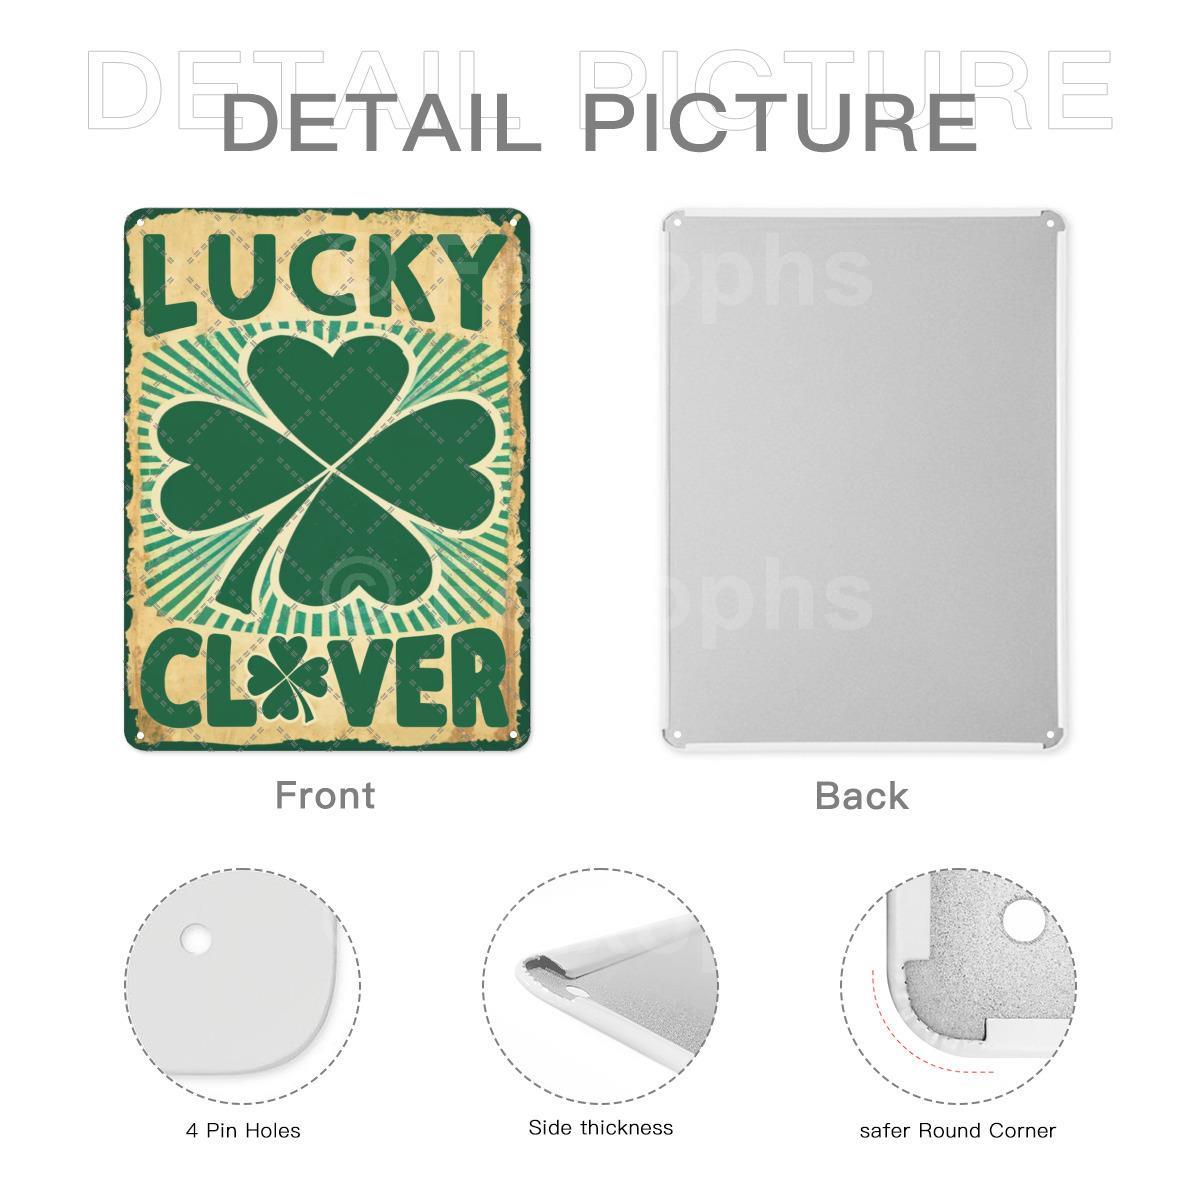 DETAIL PICTURE
DETAIL PICTURE
LUCKY
CLOVER
Front
Back
4 Pin Holes
Side thickness
safer Round Corner